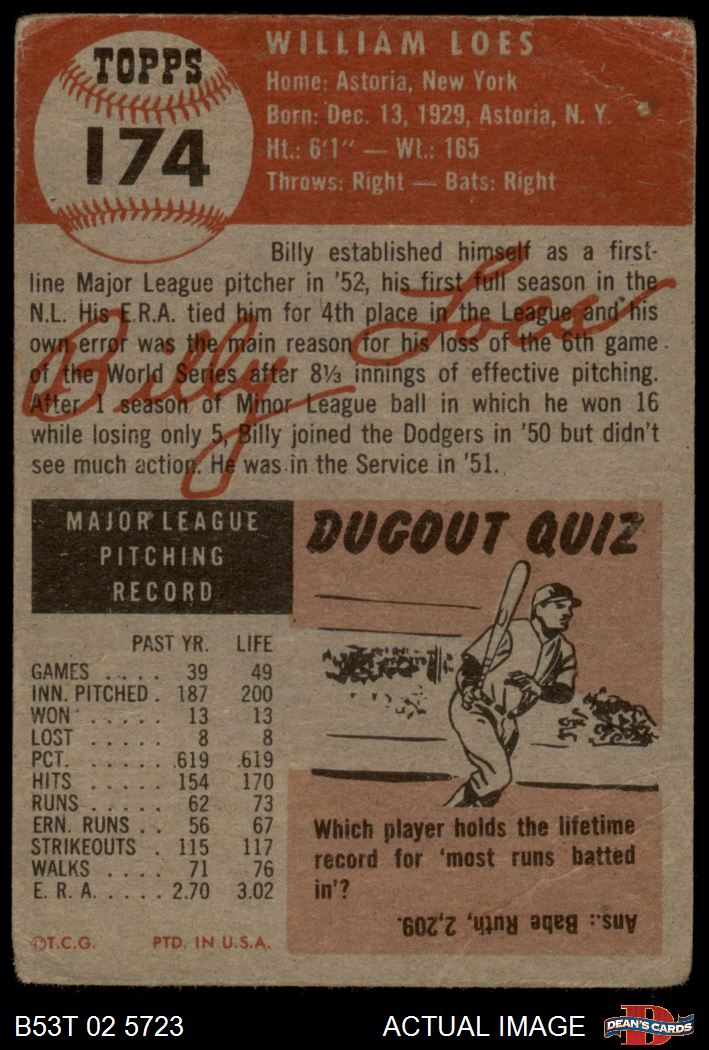 TOPPS
174
WILLIAM LOES
Home: Astoria, New York
Born: Dec. 13, 1929, Astoria, N. Y.
Ht.: 6'1" — Wt.: 165
Throws: Right — Bats: Right
Billy established himself as a first-
line Major League pitcher in '52, his first full season in the
N.L. His E.R.A. tied him for 4th place in the League and his
own error was the main reason for his loss of the 6th game
of the World Series after 8⅓ innings of effective pitching.
After 1 season of Minor League ball in which he won 16
while losing only 5, Billy joined the Dodgers in '50 but didn't
see much action. He was in the Service in '51.
Billy Loes
MAJOR LEAGUE
PITCHING
RECORD
PAST YR. LIFE
GAMES . . . . 39 49
INN. PITCHED . 187 200
WON . . . . . 13 13
LOST . . . . . 8 8
PCT. . . . . . .619 .619
HITS . . . . . 154 170
RUNS . . . . . 62 73
ERN. RUNS . . 56 67
STRIKEOUTS . 115 117
WALKS . . . . 71 76
E. R. A. . . . . . 2.70 3.02
©T.C.G. PTD. IN U.S.A.
DUGOUT QUIZ
Which player holds the lifetime
record for 'most runs batted
in'?
Ans.: Babe Ruth, 2,209.
B53T 02 5723
ACTUAL IMAGE
D
DEAN'S CARDS